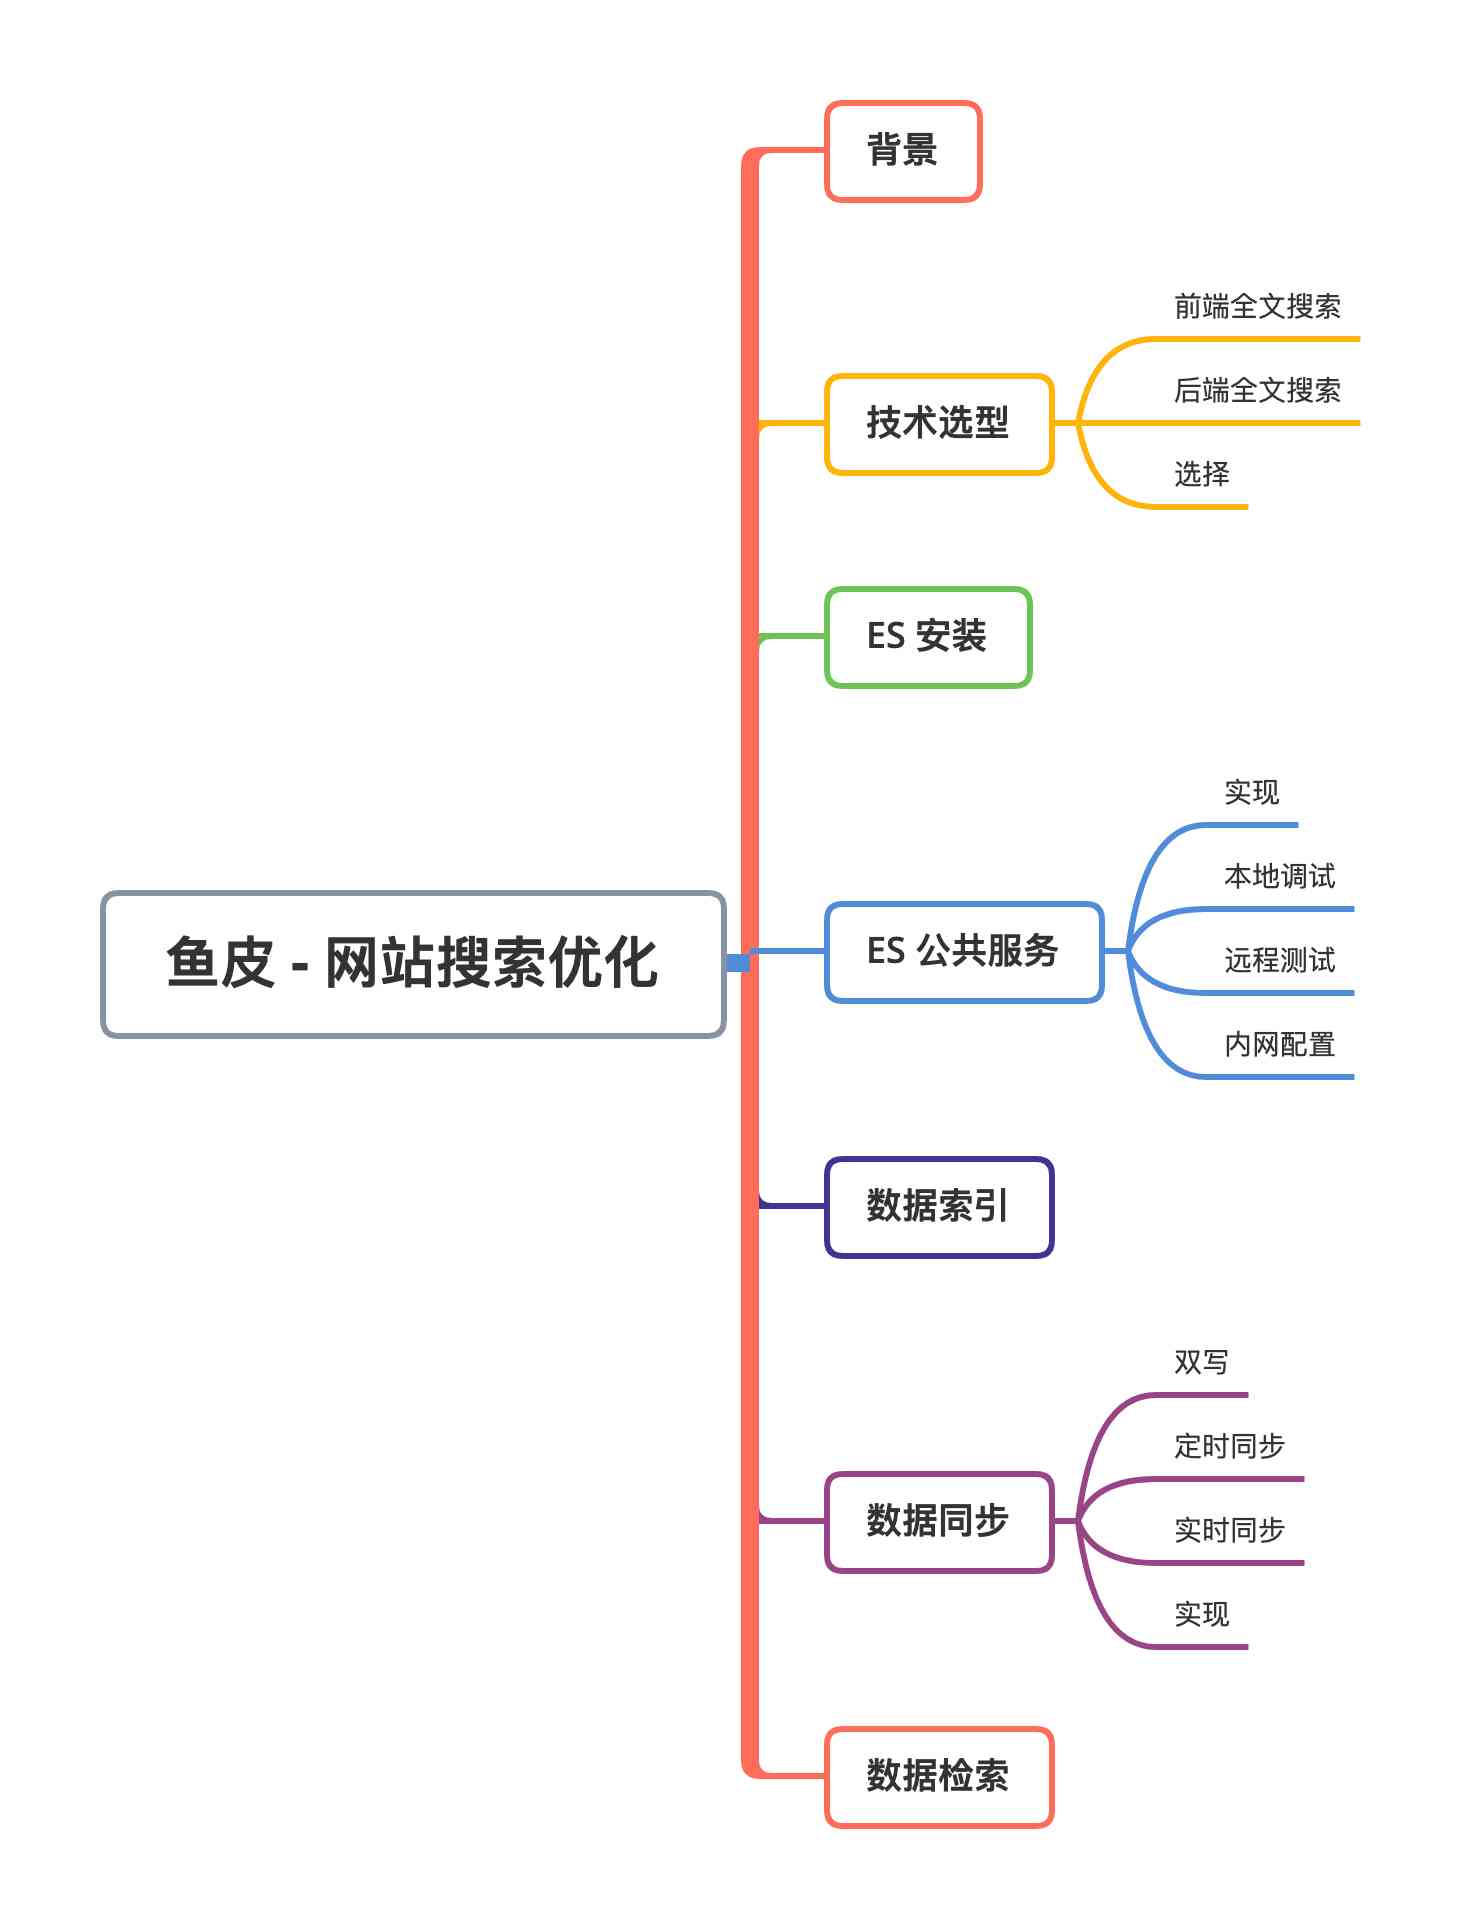 鱼皮 - 网站搜索优化
背景
技术选型
前端全文搜索
后端全文搜索
选择
ES 安装
ES 公共服务
实现
本地调试
远程测试
内网配置
数据索引
数据同步
双写
定时同步
实时同步
实现
数据检索